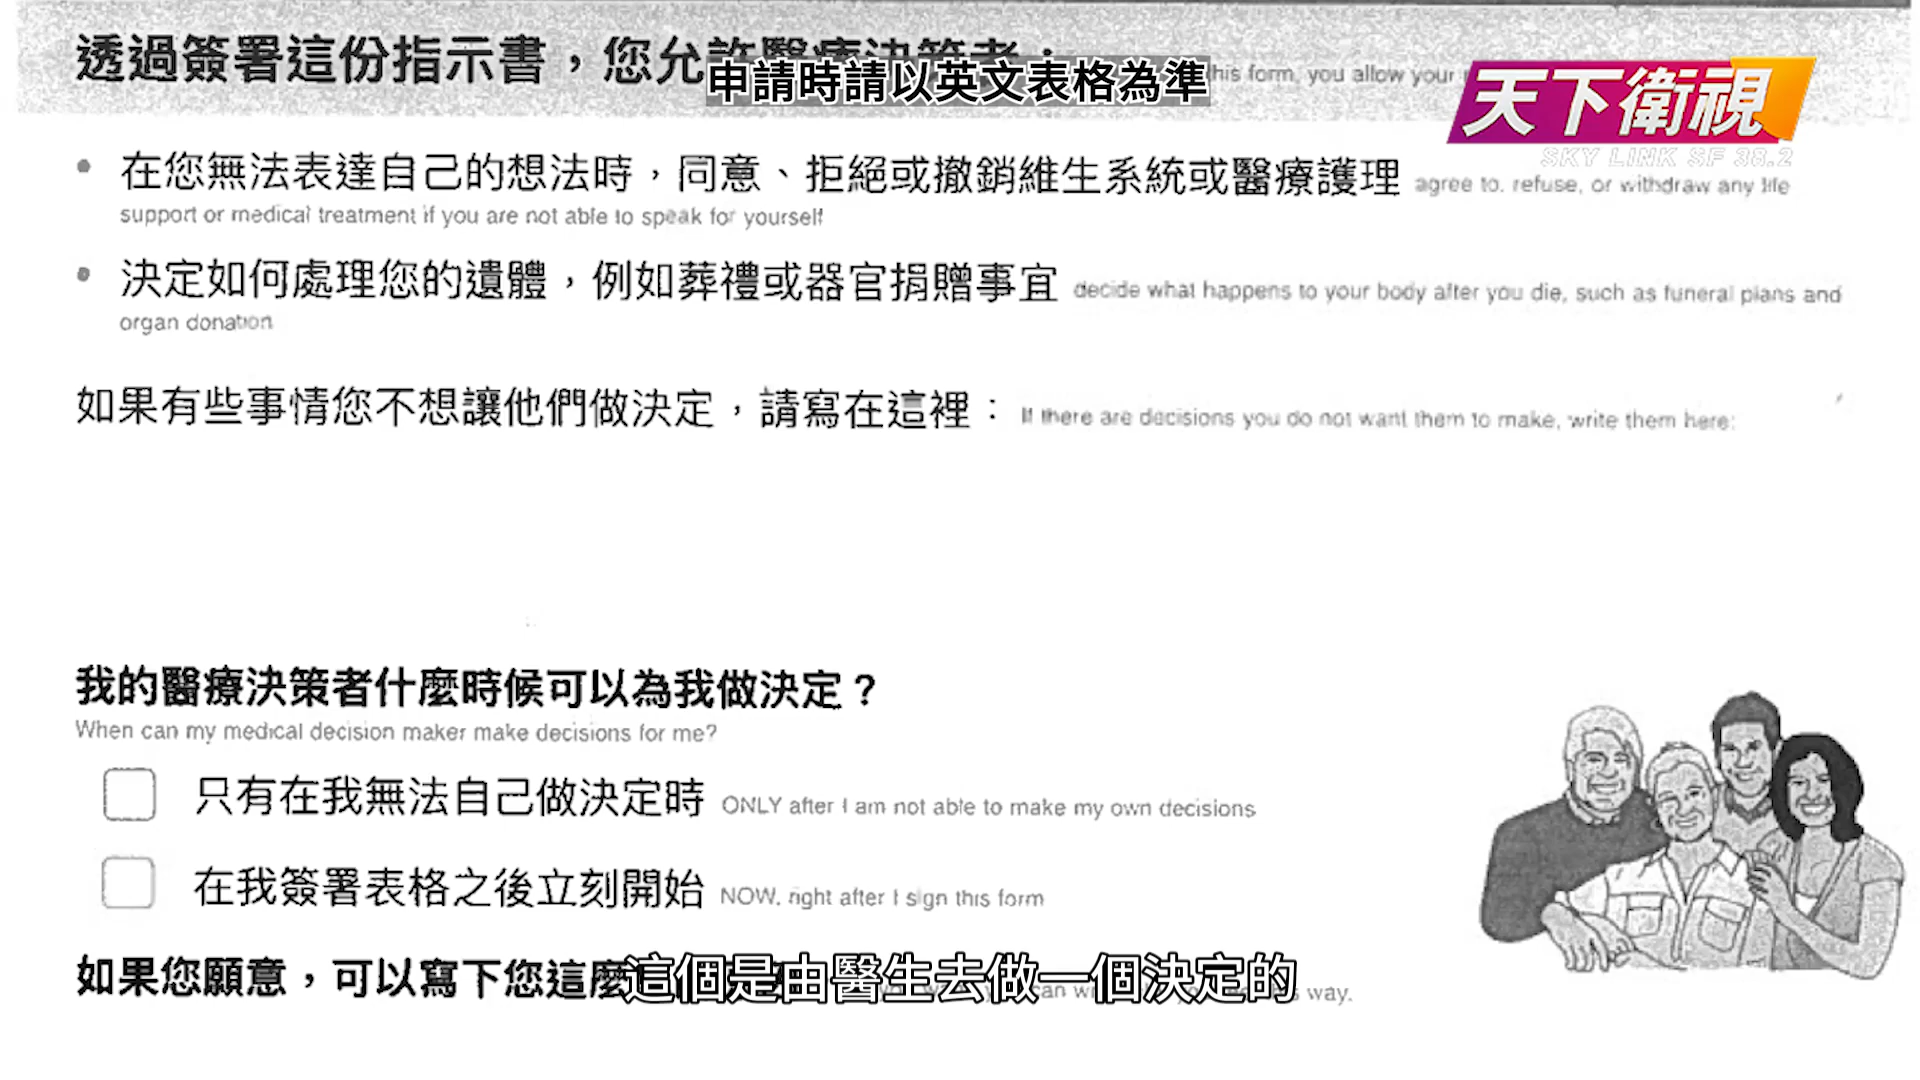 透過簽署這份指示書，您允許醫療決策者：
this form, you allow your
申請時請以英文表格為準
天下衛視
SKY LINK SF 38.2
• 在您無法表達自己的想法時，同意、拒絕或撤銷維生系統或醫療護理 agree to, refuse, or withdraw any life
support or medical treatment if you are not able to speak for yourself
• 決定如何處理您的遺體，例如葬禮或器官捐贈事宜 decide what happens to your body after you die, such as funeral plans and
organ donation
如果有些事情您不想讓他們做決定，請寫在這裡： If there are decisions you do not want them to make, write them here:
我的醫療決策者什麼時候可以為我做決定？
When can my medical decision maker make decisions for me?
只有在我無法自己做決定時 ONLY after I am not able to make my own decisions
在我簽署表格之後立刻開始 NOW, right after I sign this form
如果您願意，可以寫下您這麼
can
way.
這個是由醫生去做一個決定的